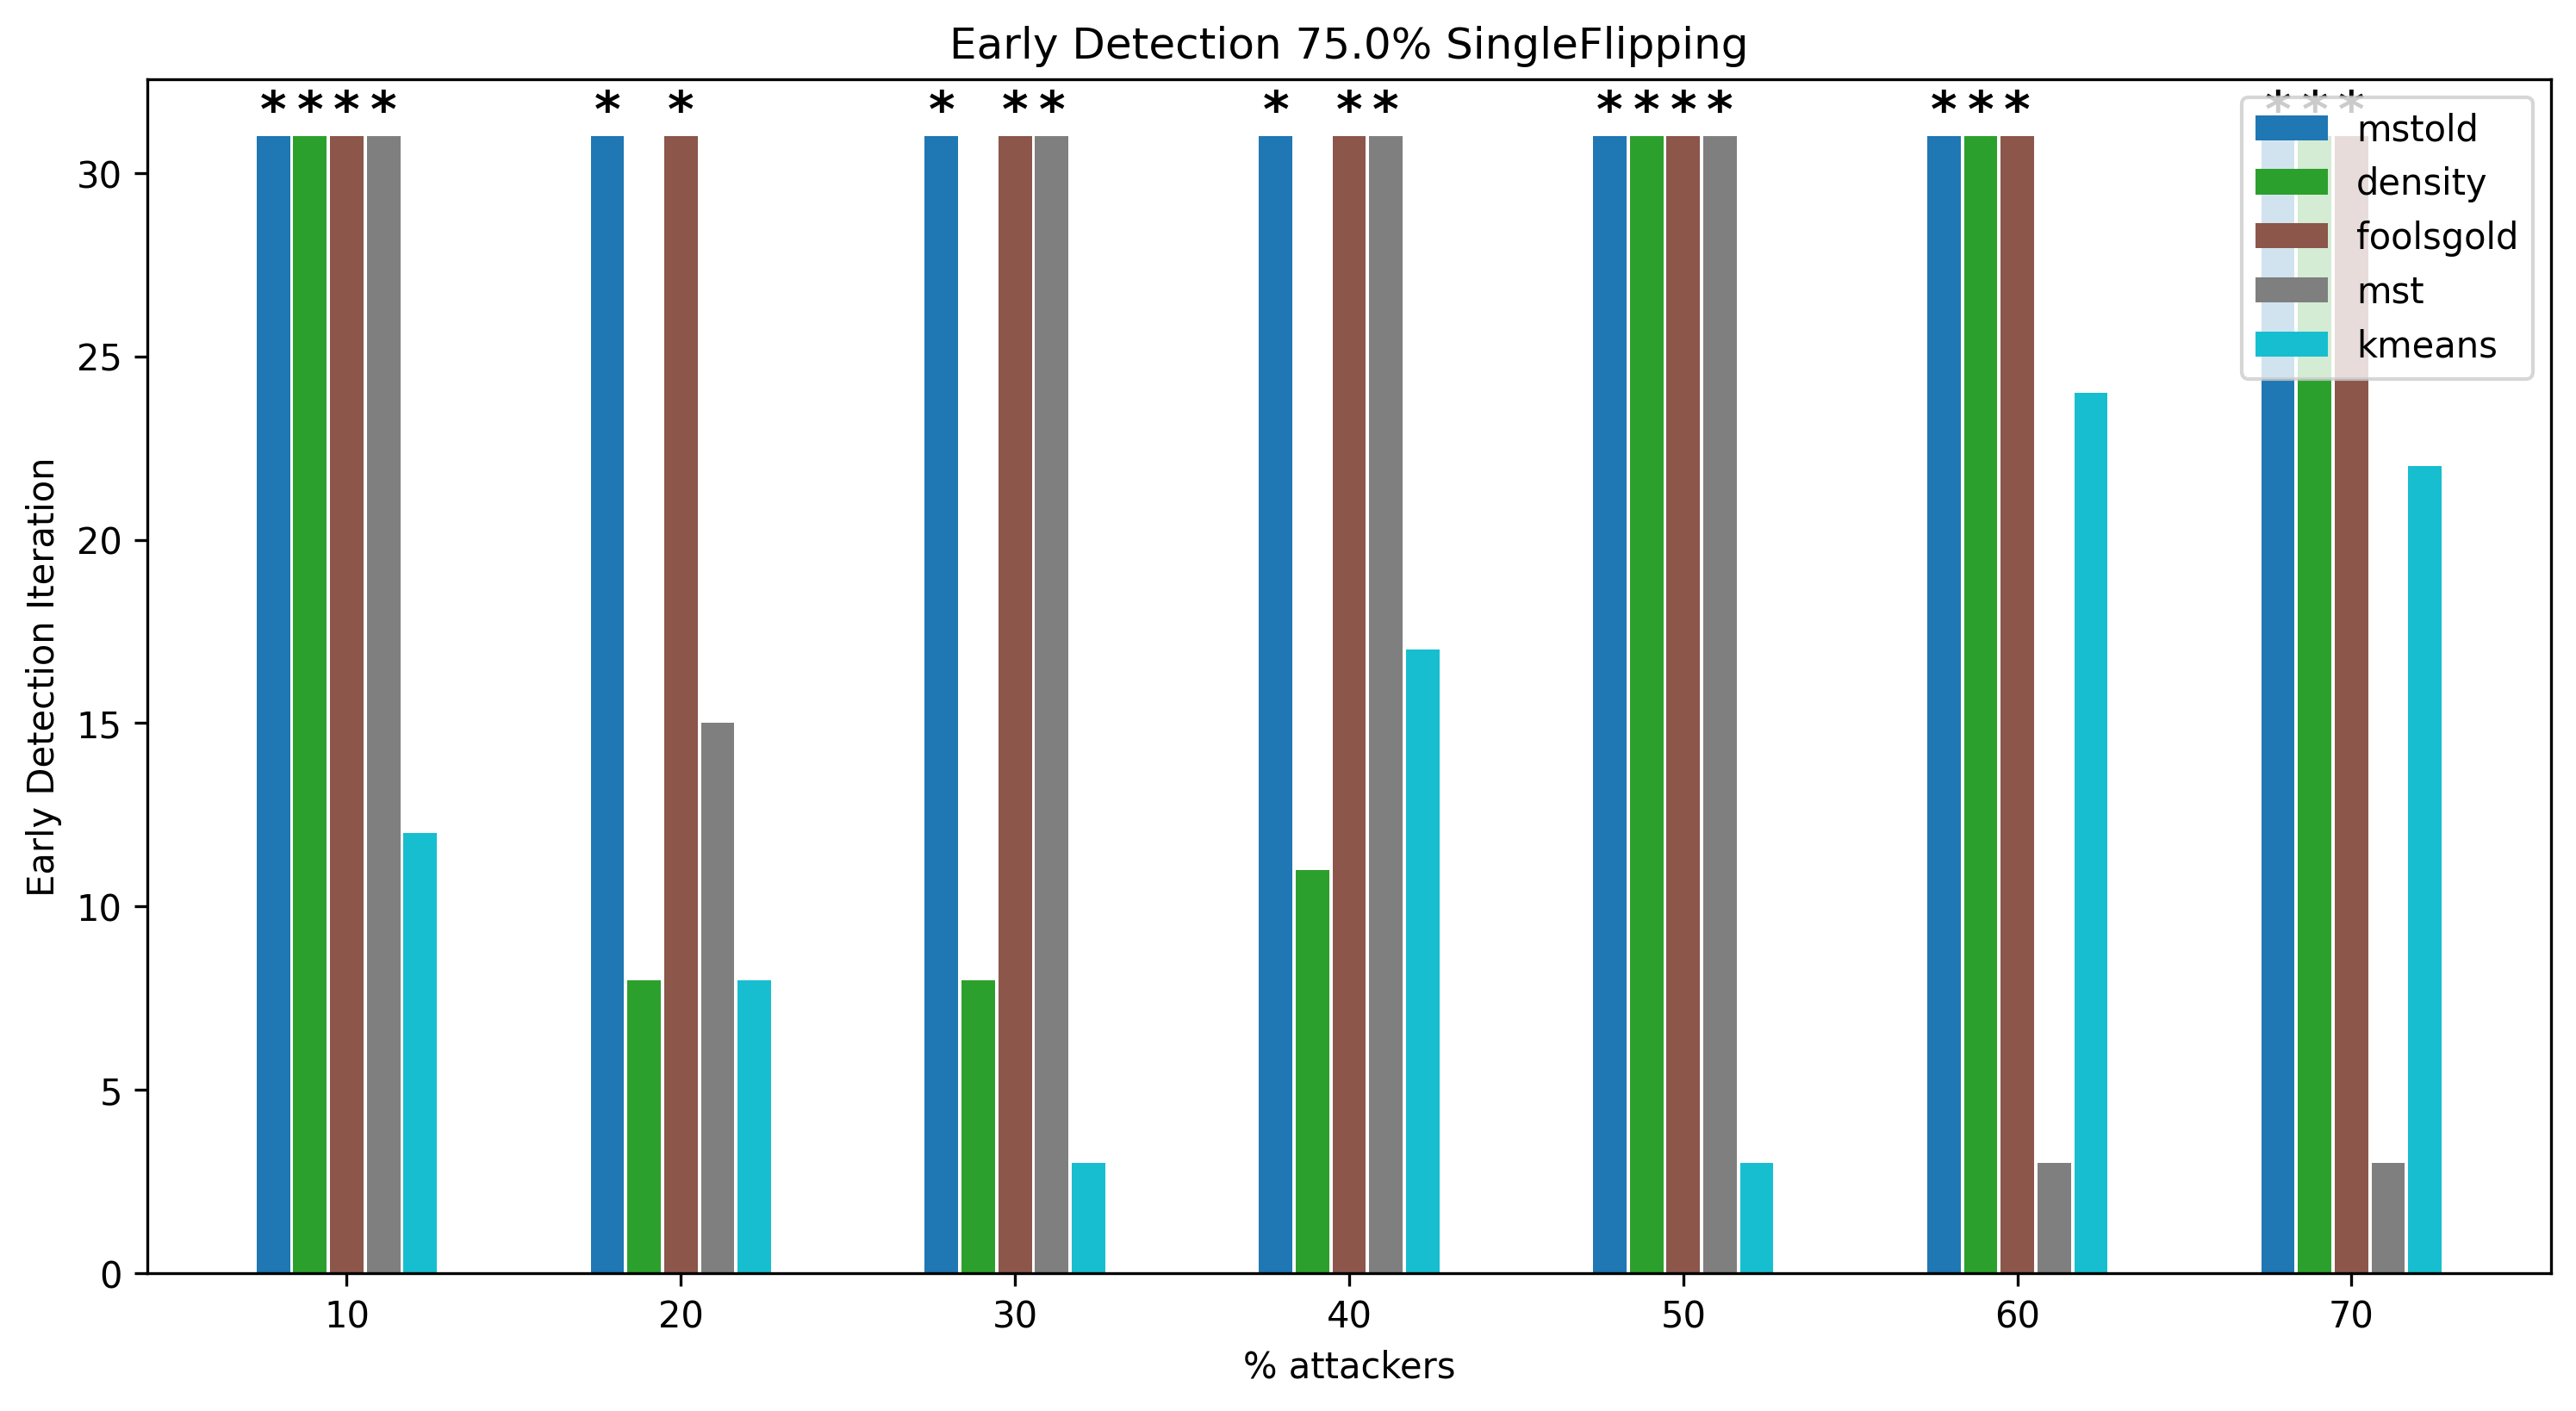 Early Detection 75.0% SingleFlipping
* * * *
* *
* * *
* * *
* * * *
* * *
* * *
mstold
density
foolsgold
mst
kmeans
Early Detection Iteration
30
25
20
15
10
5
0
10 20 30 40 50 60 70
% attackers